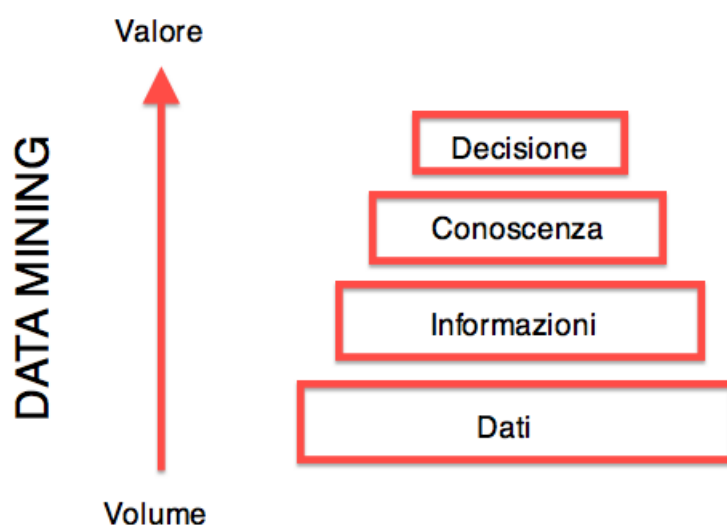 Valore
DATA MINING
Decisione
Conoscenza
Informazioni
Dati
Volume